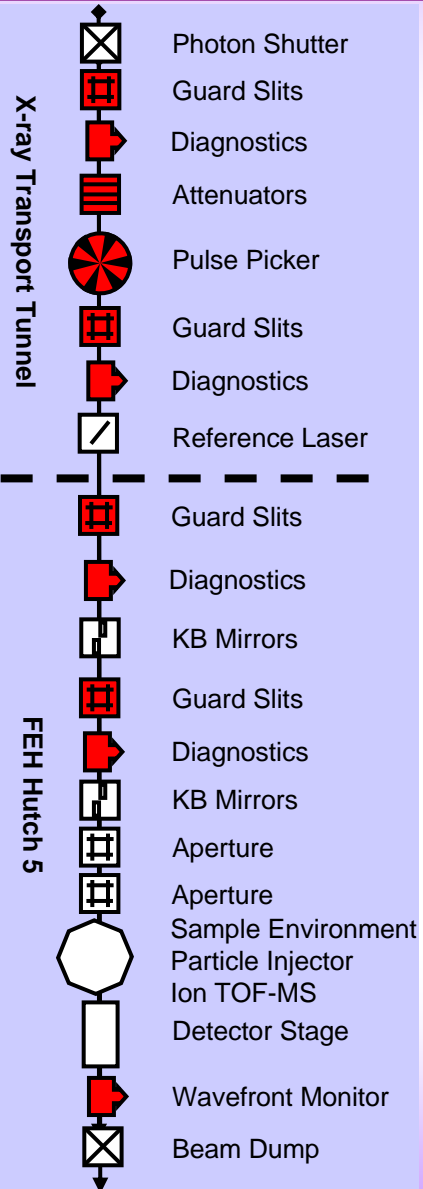 X-ray Transport Tunnel
Photon Shutter
Guard Slits
Diagnostics
Attenuators
Pulse Picker
Guard Slits
Diagnostics
Reference Laser
FEH Hutch 5
Guard Slits
Diagnostics
KB Mirrors
Guard Slits
Diagnostics
KB Mirrors
Aperture
Aperture
Sample Environment
Particle Injector
Ion TOF-MS
Detector Stage
Wavefront Monitor
Beam Dump